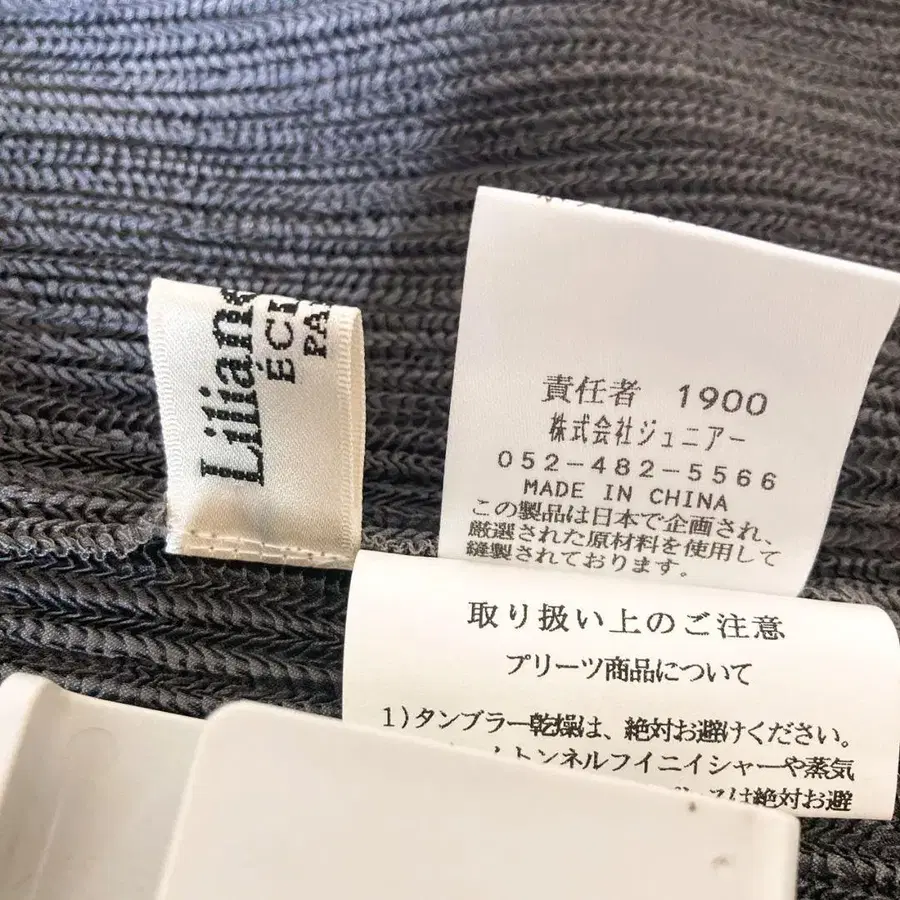 Lilian
責任者 1900
株式会社ジュニアー
052-482-5566
MADE IN CHINA
この製品は日本で企画され、
厳選された原材料を使用して
縫製されております。
取り扱い上のご注意
プリーツ商品について
1)タンブラー乾燥は、絶対お避けください。
トンネルフイニイシャーや蒸気
は絶対お避